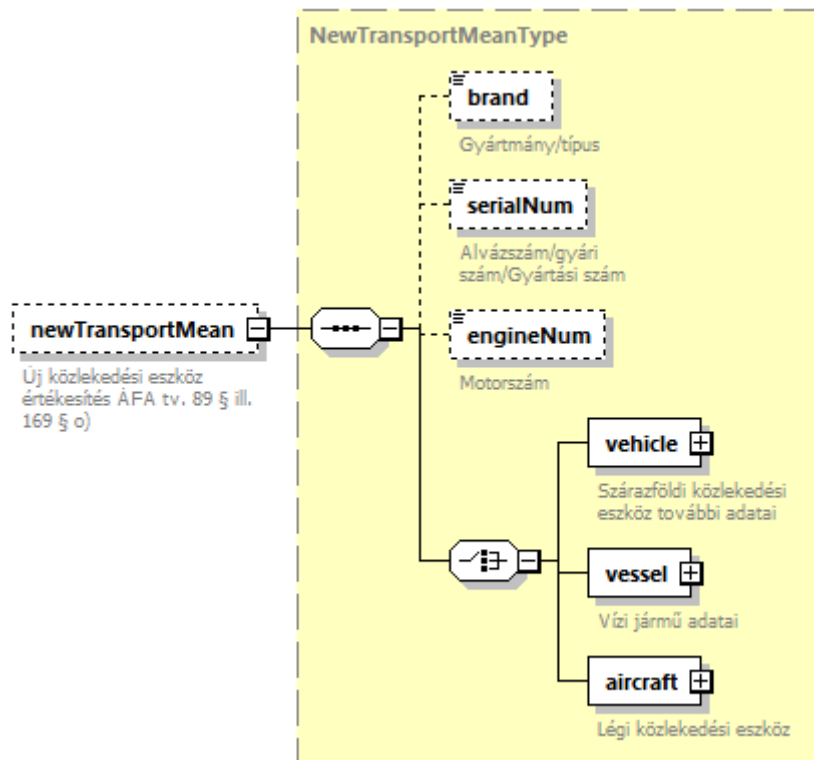 NewTransportMeanType
brand
Gyártmány/típus
serialNum
Alvázszám/gyári
szám/Gyártási szám
newTransportMean
Új közlekedési eszköz
értékesítés ÁFA tv. 89 § ill.
169 § o)
engineNum
Motorszám
vehicle
Szárazföldi közlekedési
eszköz további adatai
vessel
Vízi jármű adatai
aircraft
Légi közlekedési eszköz